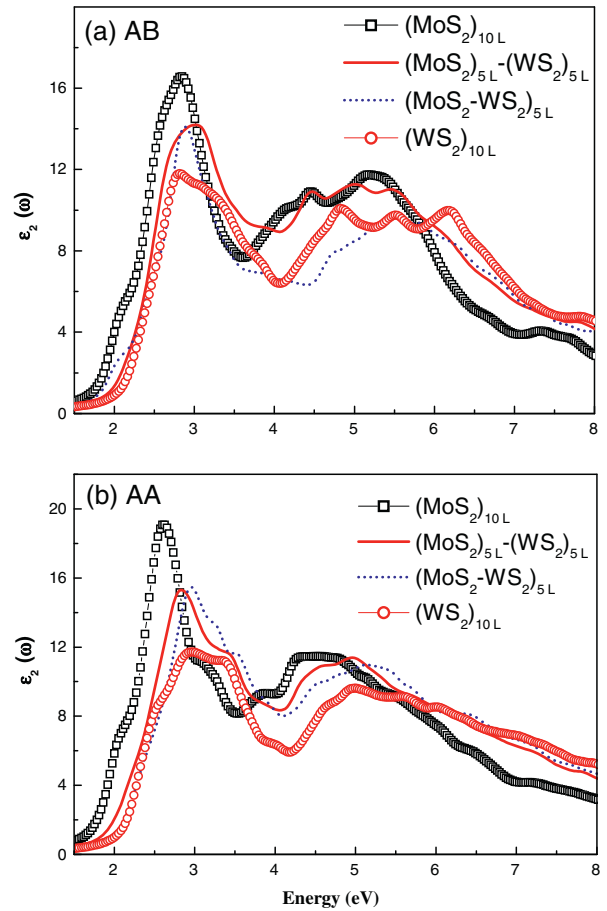 (a) AB
(MoS₂)₁₀ L
(MoS₂)₅ L-(WS₂)₅ L
(MoS₂-WS₂)₅ L
(WS₂)₁₀ L
16
12
8
4
0
ε₂ (ω)
2 3 4 5 6 7 8
(b) AA
(MoS₂)₁₀ L
(MoS₂)₅ L-(WS₂)₅ L
(MoS₂-WS₂)₅ L
(WS₂)₁₀ L
20
16
12
8
4
0
ε₂ (ω)
2 3 4 5 6 7 8
Energy (eV)